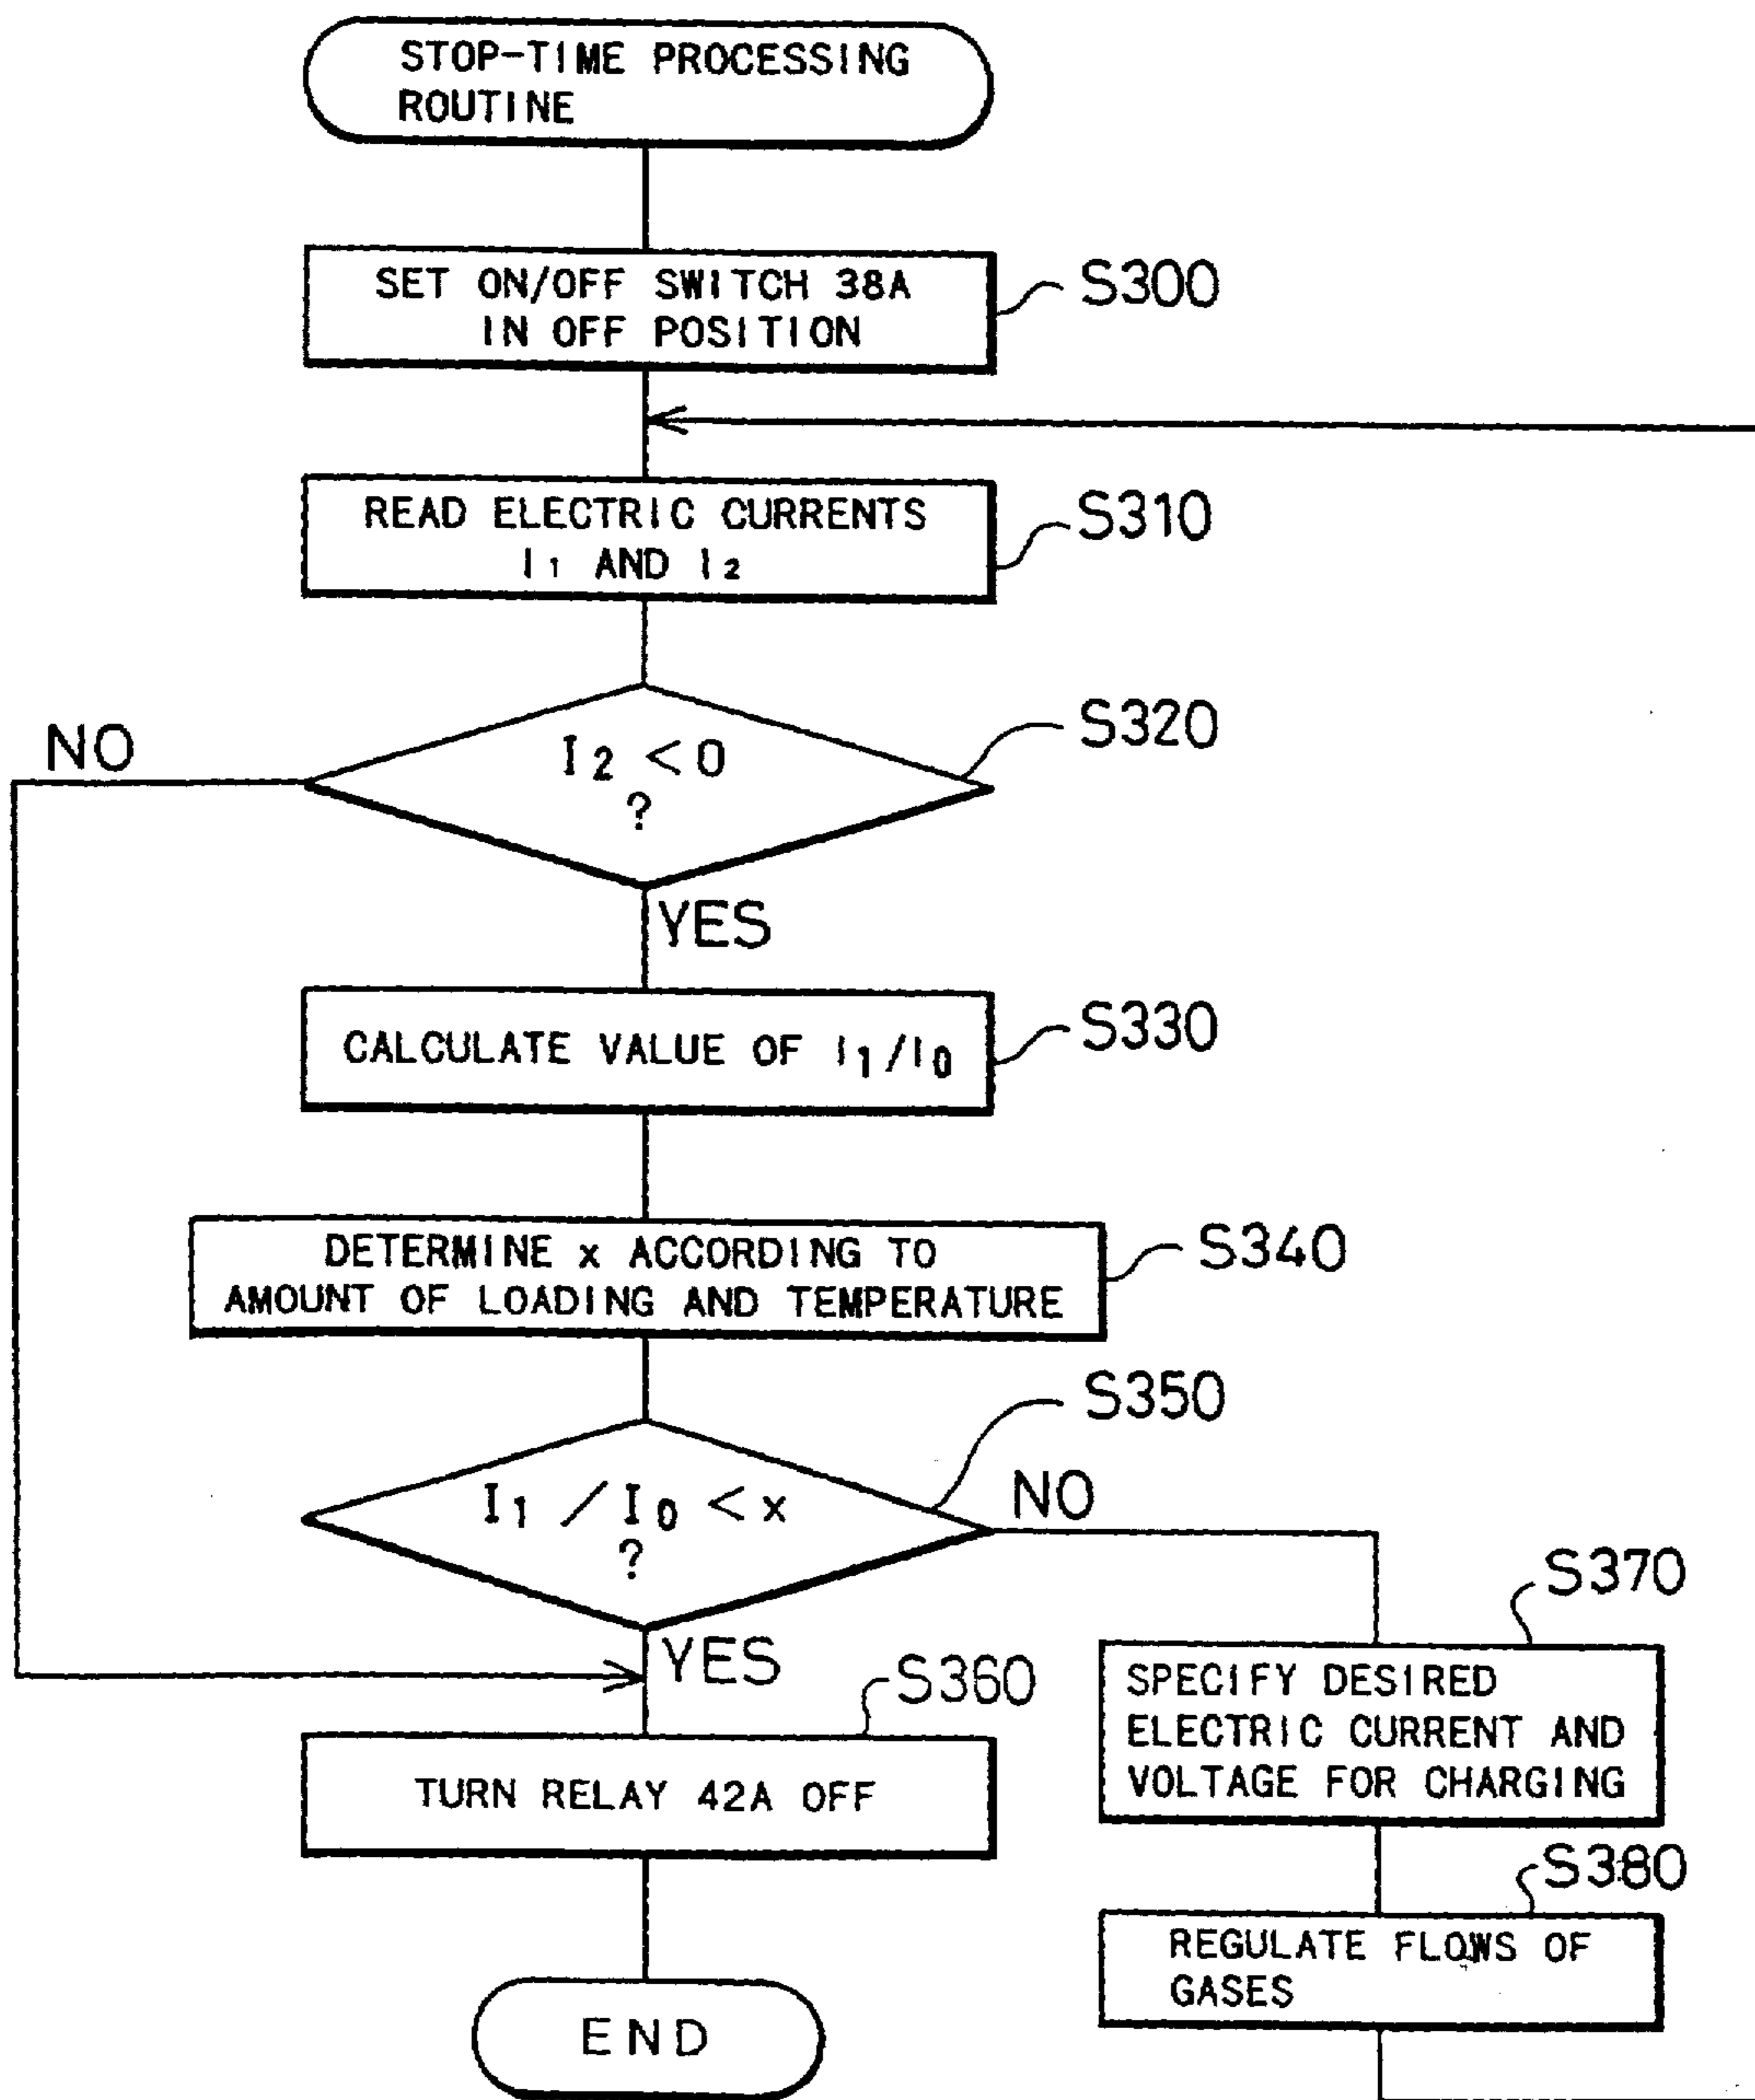 STOP-TIME PROCESSING
ROUTINE
SET ON/OFF SWITCH 38A
IN OFF POSITION
S300
READ ELECTRIC CURRENTS
I1 AND I2
S310
NO
I2 < 0
?
S320
YES
CALCULATE VALUE OF I1/I0
S330
DETERMINE x ACCORDING TO
AMOUNT OF LOADING AND TEMPERATURE
S340
I1 / I0 < x
?
S350
NO
YES
S360
TURN RELAY 42A OFF
S370
SPECIFY DESIRED
ELECTRIC CURRENT AND
VOLTAGE FOR CHARGING
S380
REGULATE FLOWS OF
GASES
END